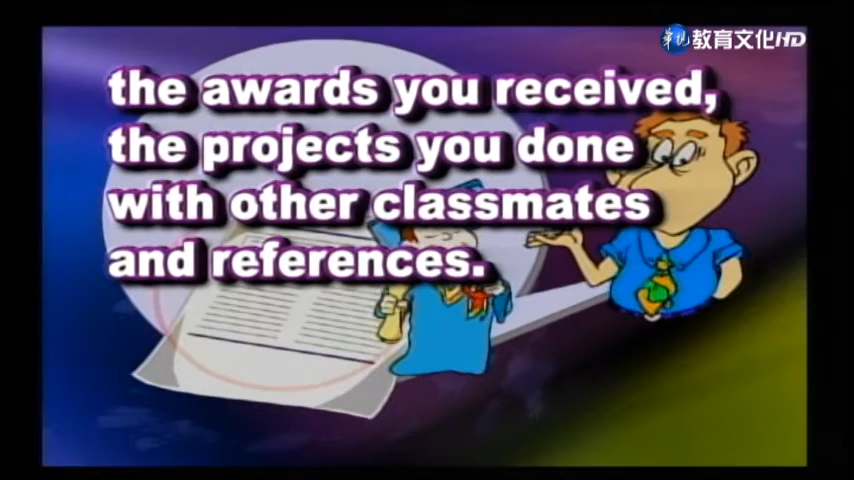 華視 教育文化HD
the awards you received,
the projects you done
with other classmates
and references.